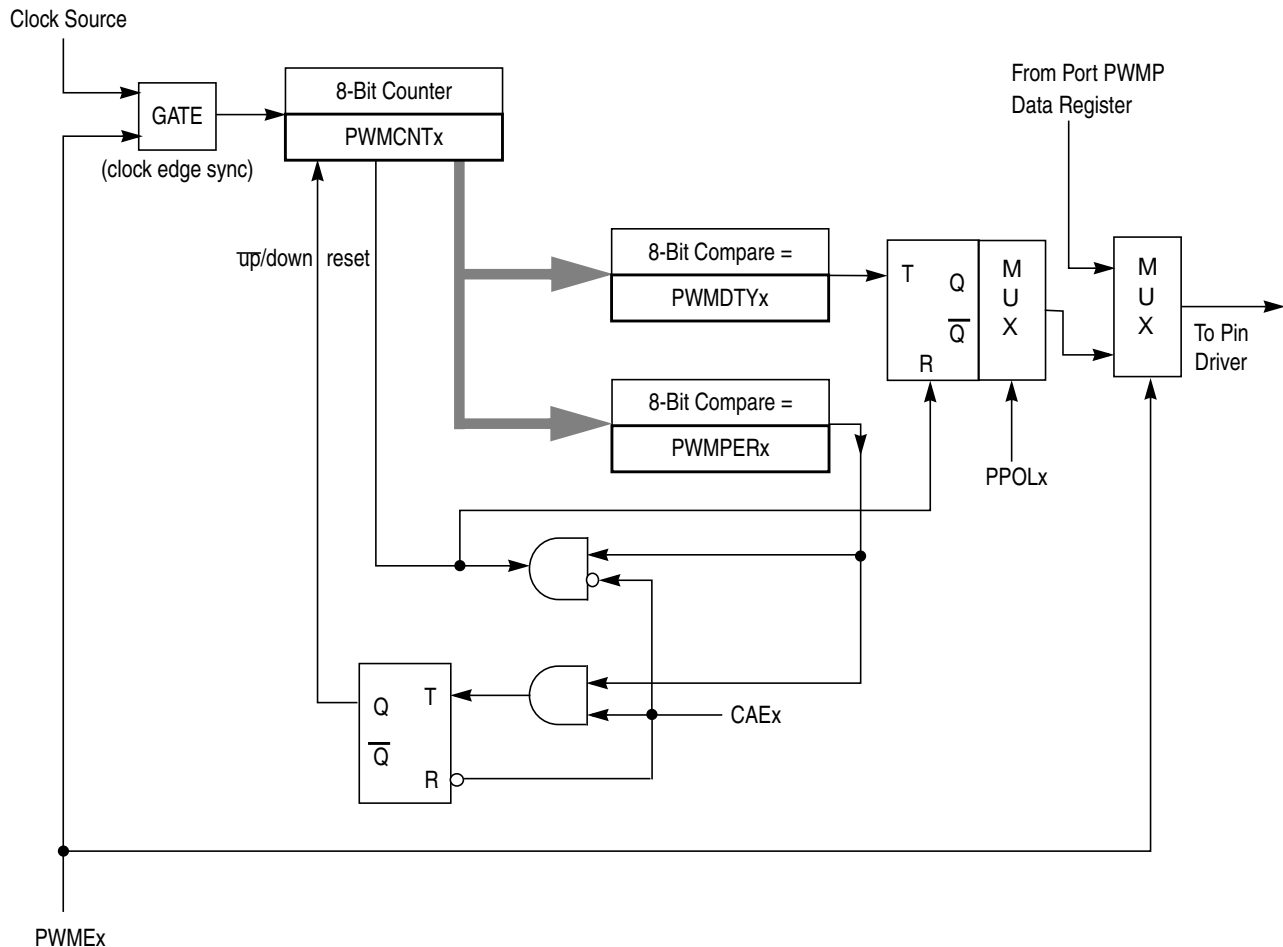 Clock Source
GATE
(clock edge sync)
8-Bit Counter
PWMCNTx
From Port PWMP
Data Register
u̅p̅/down
reset
8-Bit Compare =
PWMDTYx
T
Q
Q̅
R
M
U
X
M
U
X
To Pin
Driver
8-Bit Compare =
PWMPERx
PPOLx
Q
T
Q̅
R
CAEx
PWMEx